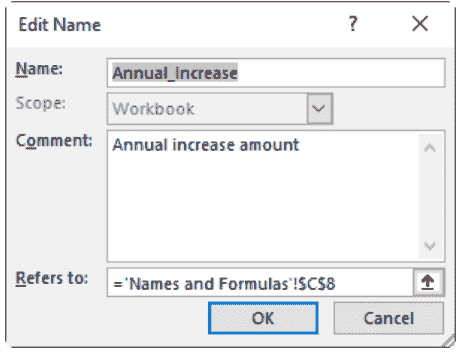 Edit Name ? ×
Name: Annual_Increase
Scope: Workbook
Comment: Annual increase amount
Refers to: ='Names and Formulas'!$C$8
OK Cancel